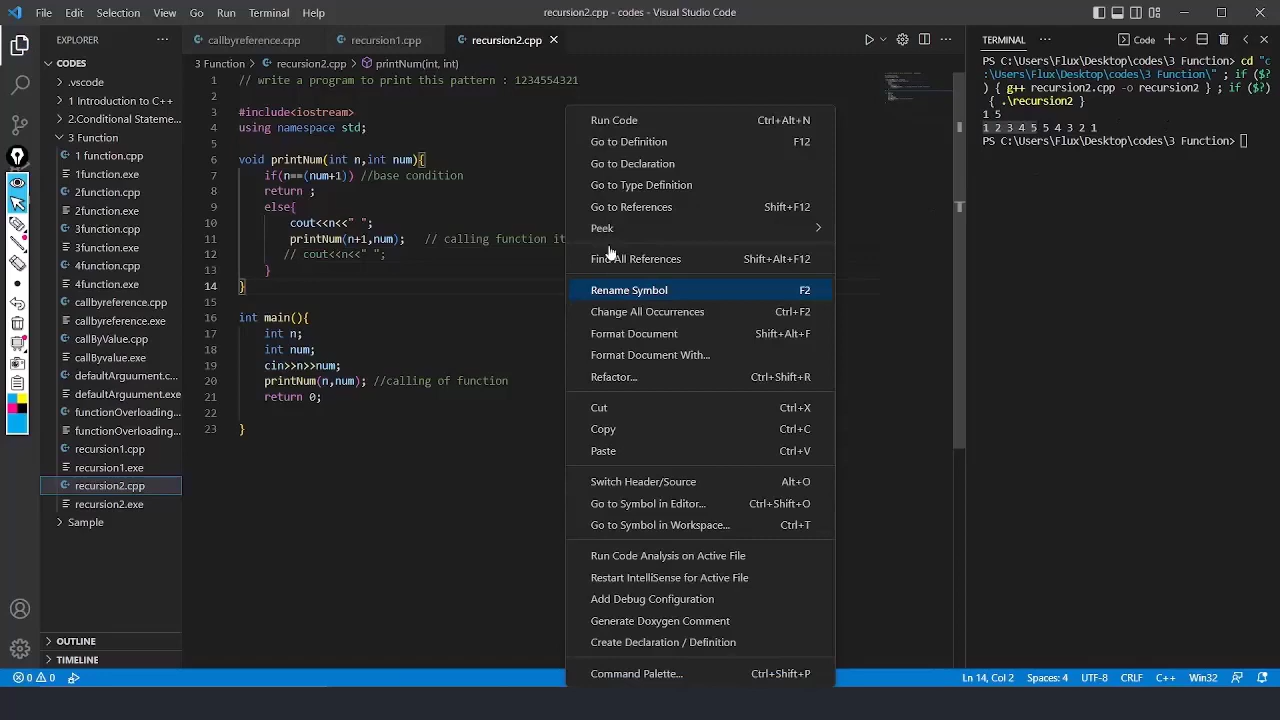 File Edit Selection View Go Run Terminal Help
recursion2.cpp - codes - Visual Studio Code
EXPLORER
CODES
.vscode
1 Introduction to C++
2.Conditional Stateme...
3 Function
1 function.cpp
1function.exe
2function.cpp
2function.exe
3function.cpp
3function.exe
4function.cpp
4function.exe
callbyreference.cpp
callbyreference.exe
callByValue.cpp
callByvalue.exe
defaultArguument.c...
defaultArguument.exe
functionOverloading...
functionOverloading...
recursion1.cpp
recursion1.exe
recursion2.cpp
recursion2.exe
Sample
OUTLINE
TIMELINE
callbyreference.cpp recursion1.cpp recursion2.cpp
3 Function > recursion2.cpp > printNum(int, int)
1 // write a program to print this pattern : 1234554321
2
3 #include<iostream>
4 using namespace std;
5
6 void printNum(int n,int num){
7 if(n==(num+1)) //base condition
8 return ;
9 else{
10 cout<<n<<" ";
11 printNum(n+1,num); // calling function it
12 // cout<<n<<" ";
13 }
14 }
15
16 int main(){
17 int n;
18 int num;
19 cin>>n>>num;
20 printNum(n,num); //calling of function
21 return 0;
22
23 }
Run Code Ctrl+Alt+N
Go to Definition F12
Go to Declaration
Go to Type Definition
Go to References Shift+F12
Peek
Find All References Shift+Alt+F12
Rename Symbol F2
Change All Occurrences Ctrl+F2
Format Document Shift+Alt+F
Format Document With...
Refactor... Ctrl+Shift+R
Cut Ctrl+X
Copy Ctrl+C
Paste Ctrl+V
Switch Header/Source Alt+O
Go to Symbol in Editor... Ctrl+Shift+O
Go to Symbol in Workspace... Ctrl+T
Run Code Analysis on Active File
Restart IntelliSense for Active File
Add Debug Configuration
Generate Doxygen Comment
Create Declaration / Definition
Command Palette... Ctrl+Shift+P
TERMINAL
Code
PS C:\Users\Flux\Desktop\codes\3 Function> cd "c
:\Users\Flux\Desktop\codes\3 Function\" ; if ($?
) { g++ recursion2.cpp -o recursion2 } ; if ($?)
{ .\recursion2 }
1 5
1 2 3 4 5 5 4 3 2 1
PS C:\Users\Flux\Desktop\codes\3 Function>
0 0
Ln 14, Col 2 Spaces: 4 UTF-8 CRLF C++ Win32